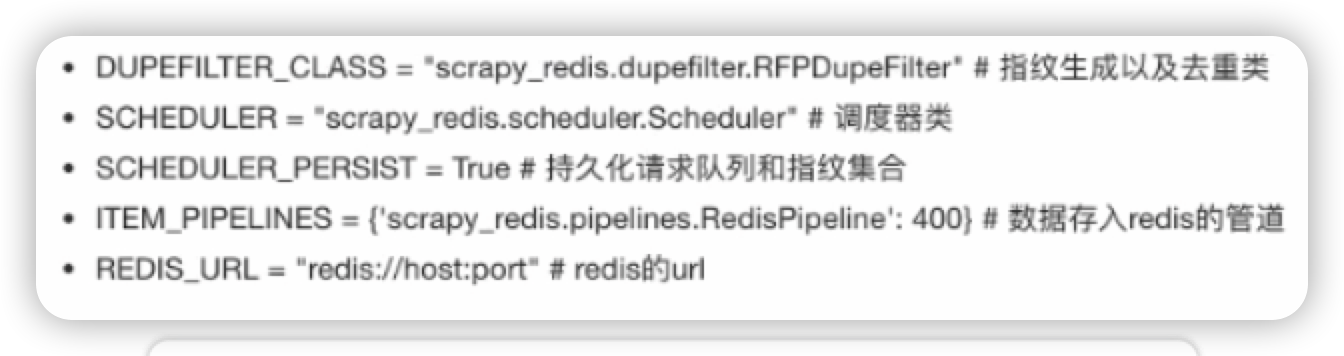 • DUPEFILTER_CLASS = "scrapy_redis.dupefilter.RFPDupeFilter" # 指纹生成以及去重类
• SCHEDULER = "scrapy_redis.scheduler.Scheduler" # 调度器类
• SCHEDULER_PERSIST = True # 持久化请求队列和指纹集合
• ITEM_PIPELINES = {'scrapy_redis.pipelines.RedisPipeline': 400} # 数据存入redis的管道
• REDIS_URL = "redis://host:port" # redis的url